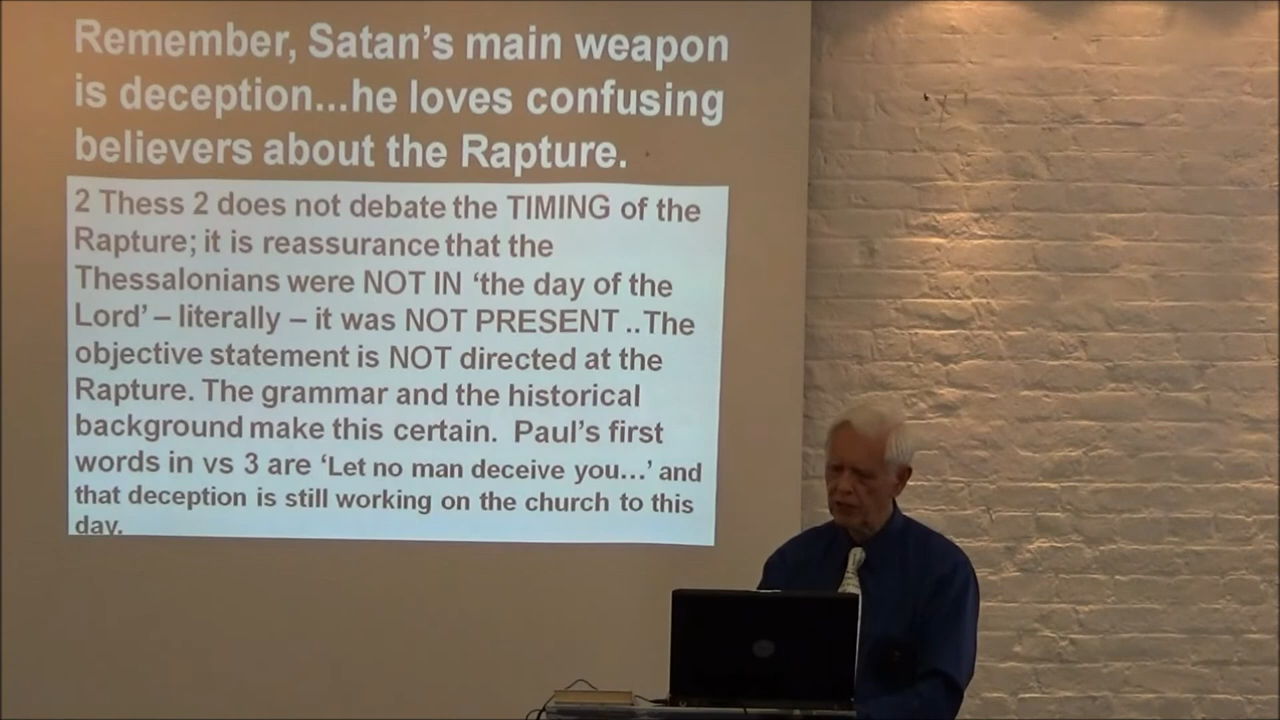 Remember, Satan's main weapon
is deception...he loves confusing
believers about the Rapture.
2 Thess 2 does not debate the TIMING of the
Rapture; it is reassurance that the
Thessalonians were NOT IN ‘the day of the
Lord’ – literally – it was NOT PRESENT ..The
objective statement is NOT directed at the
Rapture. The grammar and the historical
background make this certain.  Paul's first
words in vs 3 are ‘Let no man deceive you...’ and
that deception is still working on the church to this
day.